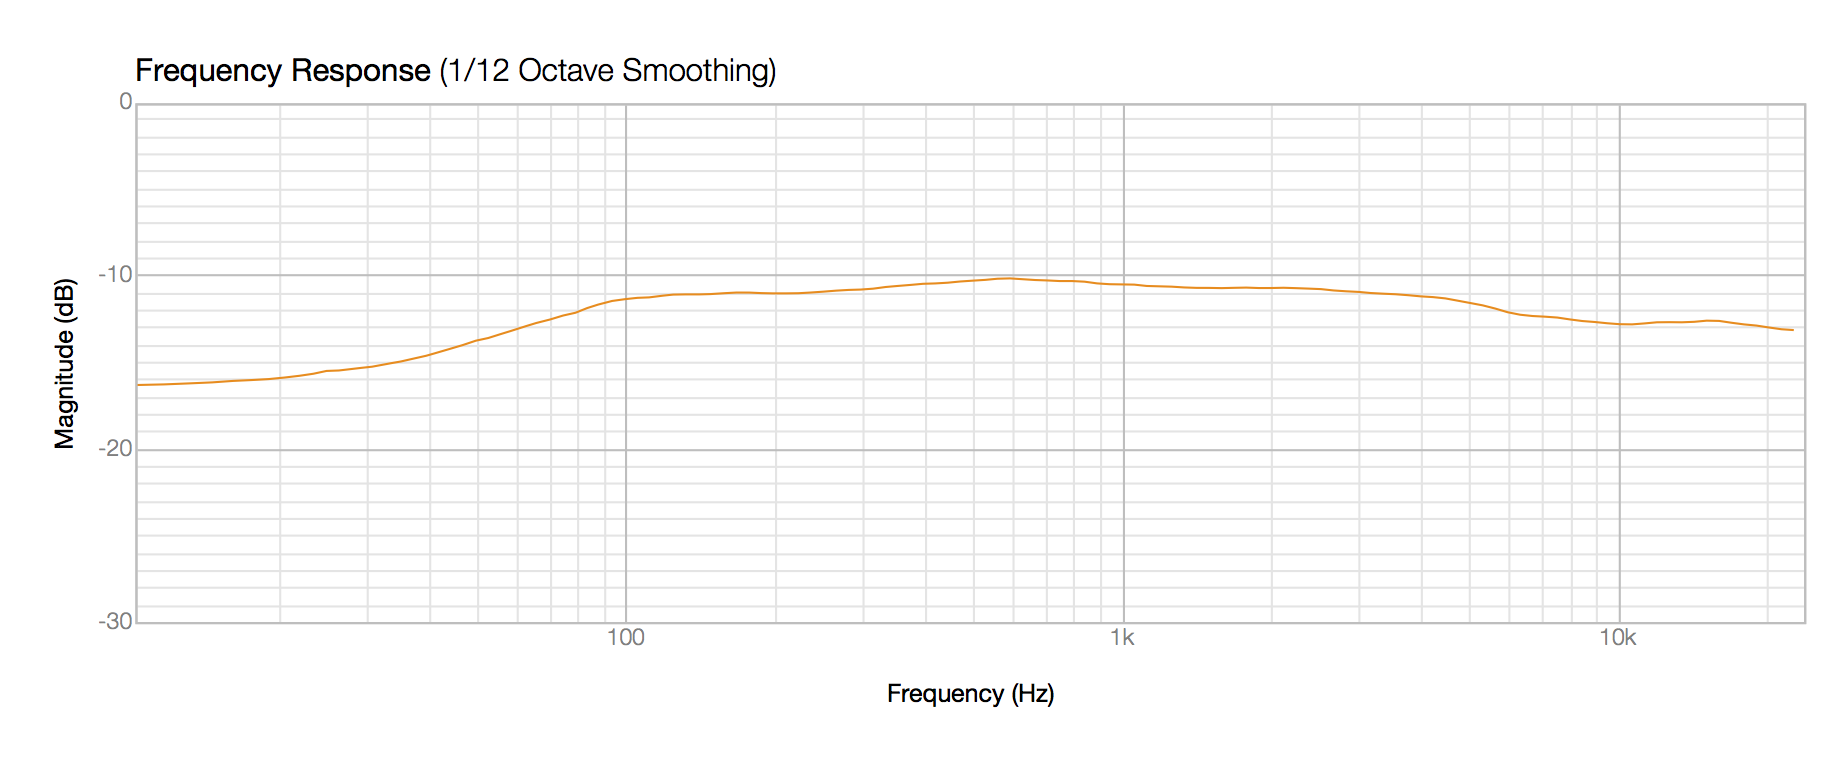 Frequency Response (1/12 Octave Smoothing)
0
-10
-20
-30
Magnitude (dB)
100 1k 10k
Frequency (Hz)